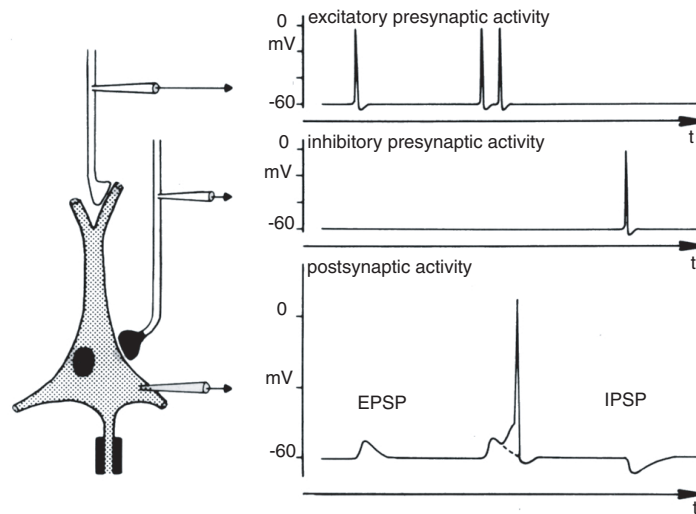 excitatory presynaptic activity
0
mV
-60
t
inhibitory presynaptic activity
0
mV
-60
t
postsynaptic activity
0
mV
EPSP
IPSP
-60
t